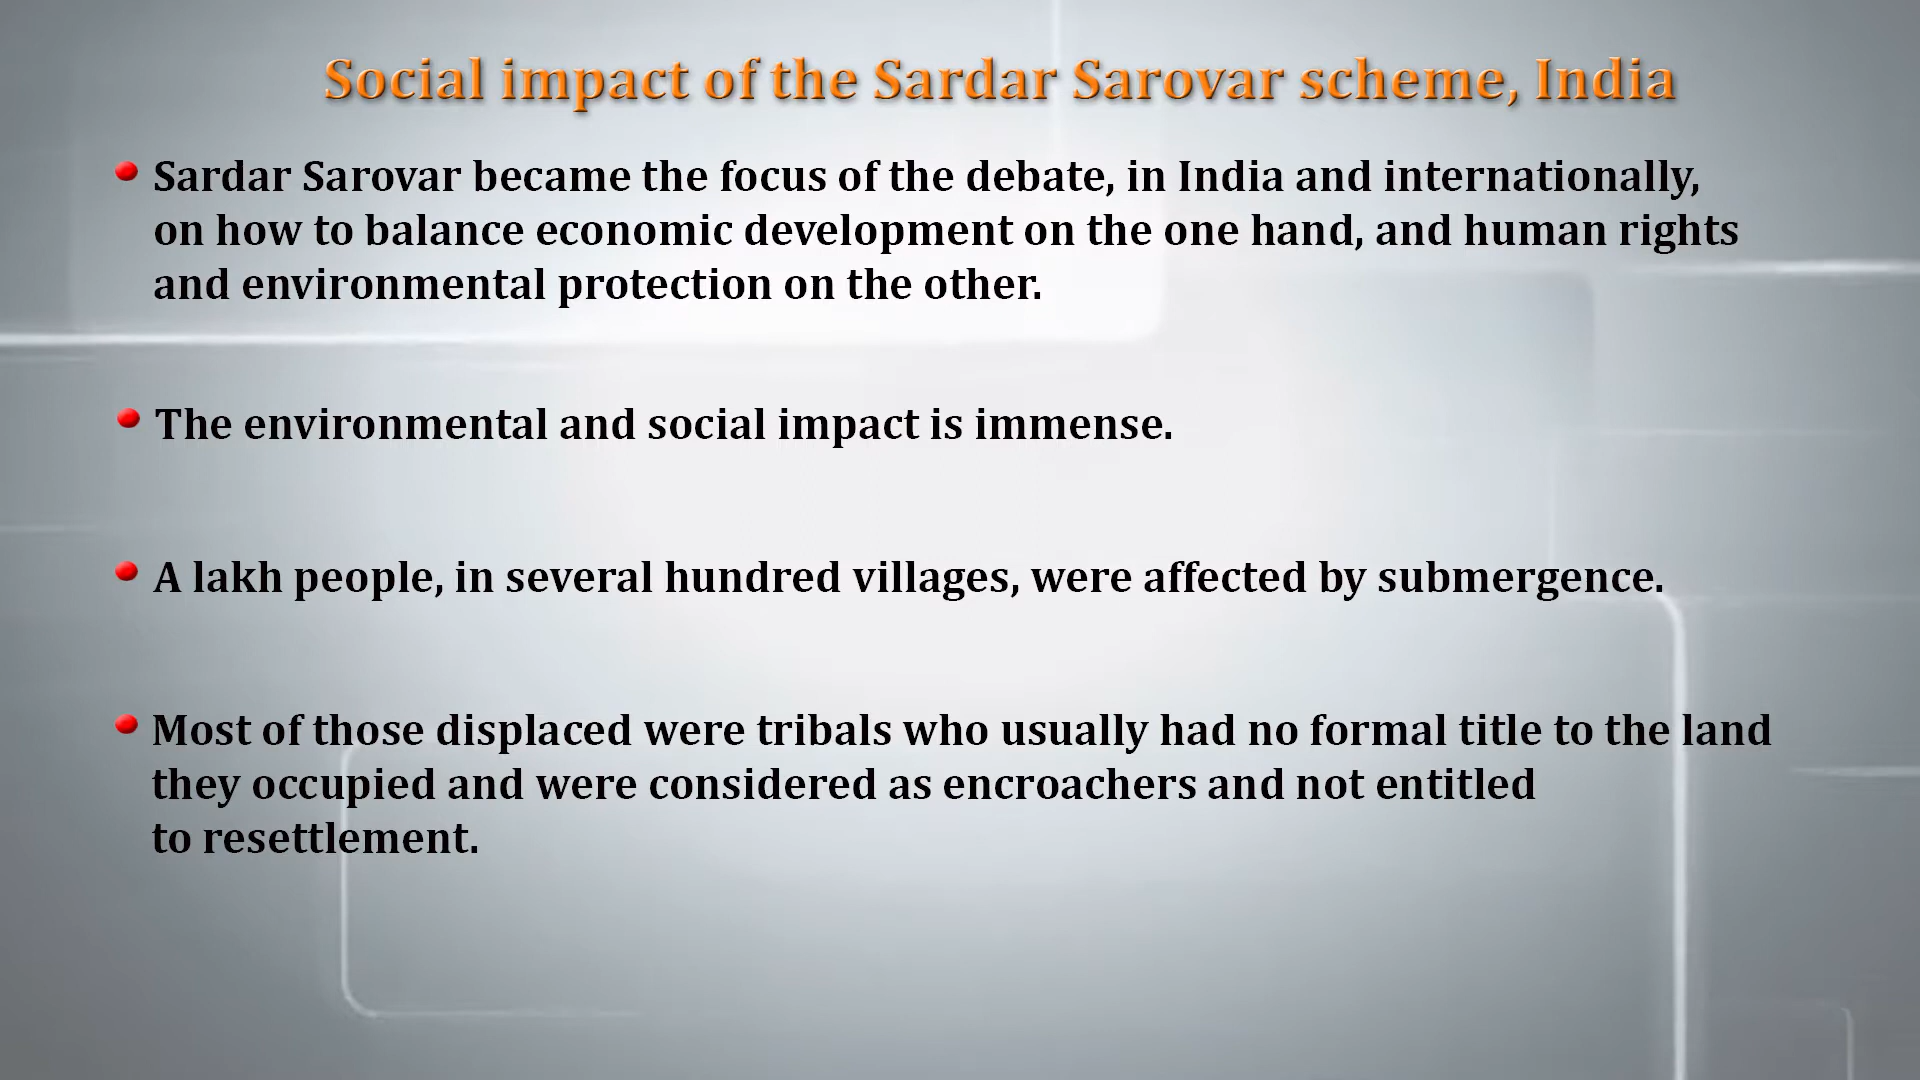 Social impact of the Sardar Sarovar scheme, India
Sardar Sarovar became the focus of the debate, in India and internationally,
on how to balance economic development on the one hand, and human rights
and environmental protection on the other.
The environmental and social impact is immense.
A lakh people, in several hundred villages, were affected by submergence.
Most of those displaced were tribals who usually had no formal title to the land
they occupied and were considered as encroachers and not entitled
to resettlement.